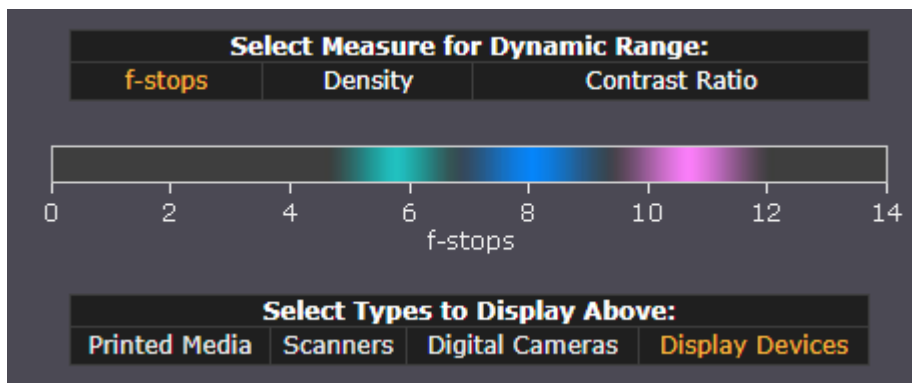 Select Measure for Dynamic Range:
f-stops Density Contrast Ratio
0 2 4 6 8 10 12 14
f-stops
Select Types to Display Above:
Printed Media Scanners Digital Cameras Display Devices